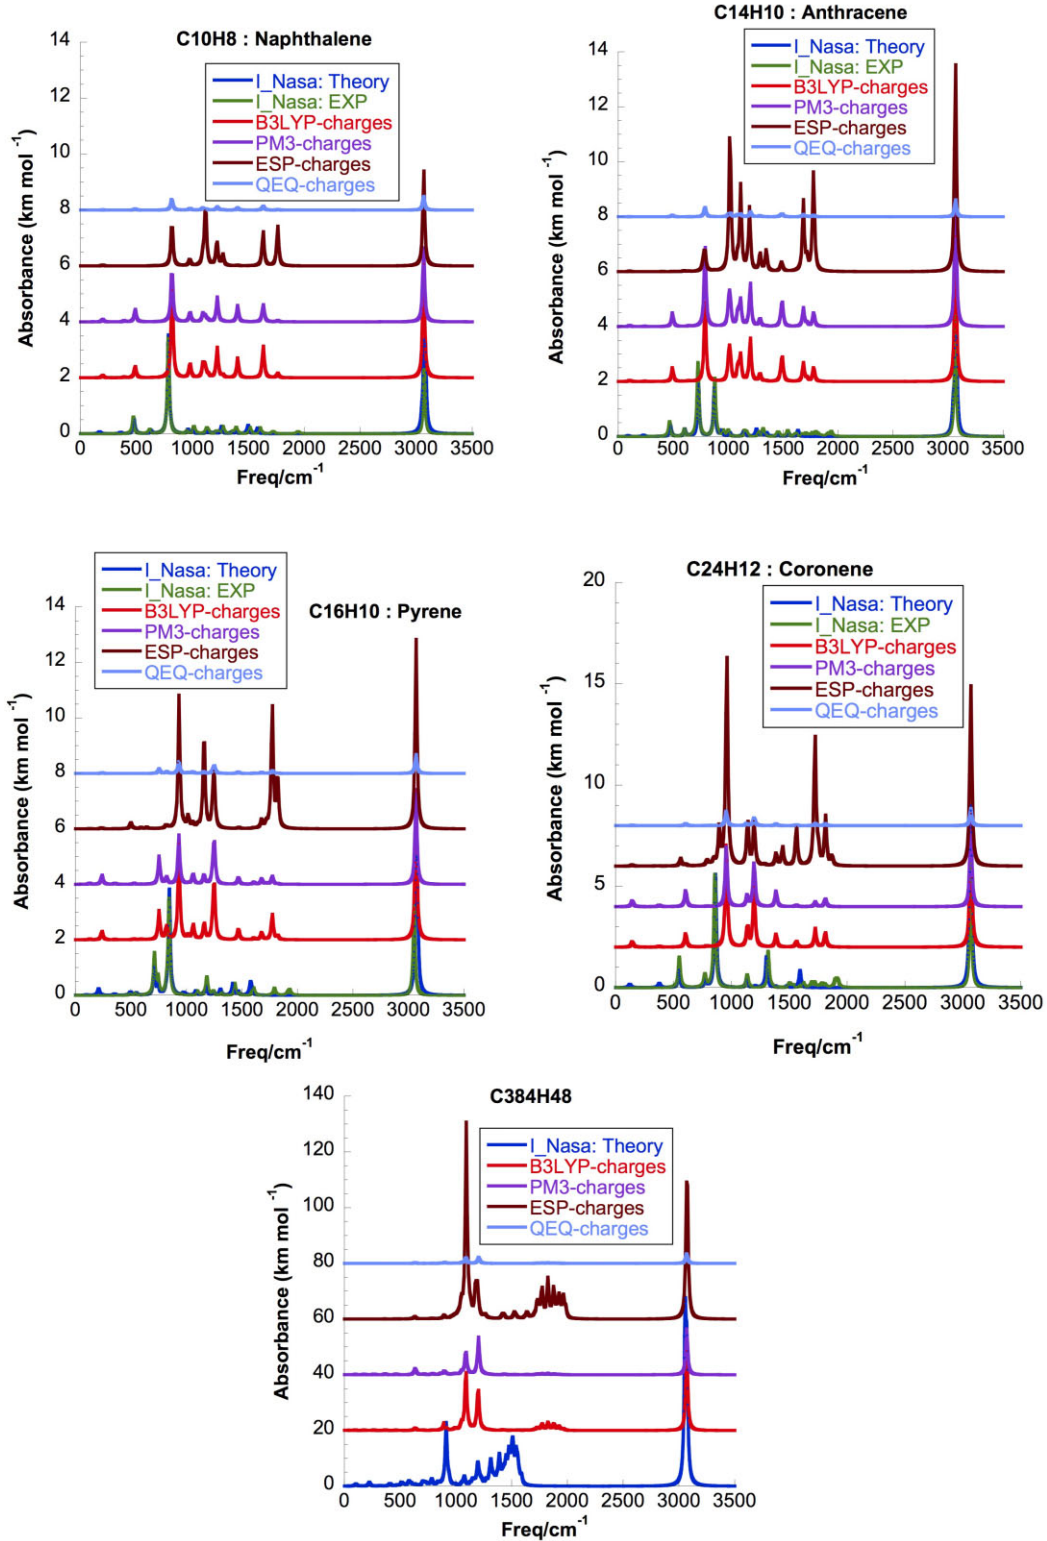 C10H8 : Naphthalene
14
12
10
8
6
4
2
0
Absorbance (km mol -1)
I_Nasa: Theory
I_Nasa: EXP
B3LYP-charges
PM3-charges
ESP-charges
QEQ-charges
0 500 1000 1500 2000 2500 3000 3500
Freq/cm-1
C14H10 : Anthracene
14
12
10
8
6
4
2
0
Absorbance (km mol -1)
I_Nasa: Theory
I_Nasa: EXP
B3LYP-charges
PM3-charges
ESP-charges
QEQ-charges
0 500 1000 1500 2000 2500 3000 3500
Freq/cm-1
C16H10 : Pyrene
14
12
10
8
6
4
2
0
Absorbance (km mol -1)
I_Nasa: Theory
I_Nasa: EXP
B3LYP-charges
PM3-charges
ESP-charges
QEQ-charges
0 500 1000 1500 2000 2500 3000 3500
Freq/cm-1
C24H12 : Coronene
20
15
10
5
0
Absorbance (km mol -1)
I_Nasa: Theory
I_Nasa: EXP
B3LYP-charges
PM3-charges
ESP-charges
QEQ-charges
0 500 1000 1500 2000 2500 3000 3500
Freq/cm-1
C384H48
140
120
100
80
60
40
20
0
Absorbance (km mol -1)
I_Nasa: Theory
B3LYP-charges
PM3-charges
ESP-charges
QEQ-charges
0 500 1000 1500 2000 2500 3000 3500
Freq/cm-1